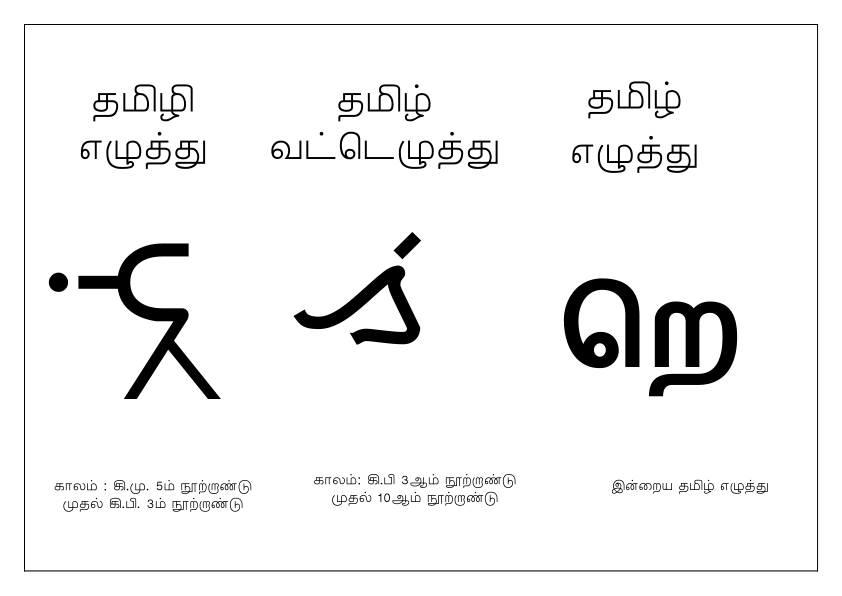 தமிழி
எழுத்து
தமிழ்
வட்டெழுத்து
தமிழ்
எழுத்து
றெ
காலம் : கி.மு. 5ம் நூற்றாண்டு
முதல் கி.பி. 3ம் நூற்றாண்டு
காலம்: கி.பி 3ஆம் நூற்றாண்டு
முதல் 10ஆம் நூற்றாண்டு
இன்றைய தமிழ் எழுத்து